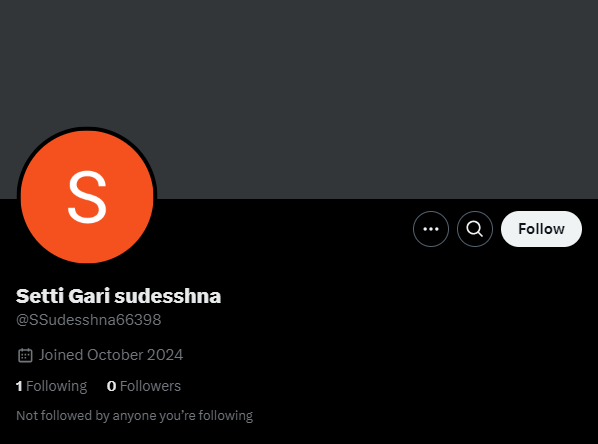 S
Follow
Setti Gari sudesshna
@SSudesshna66398
Joined October 2024
1 Following 0 Followers
Not followed by anyone you're following